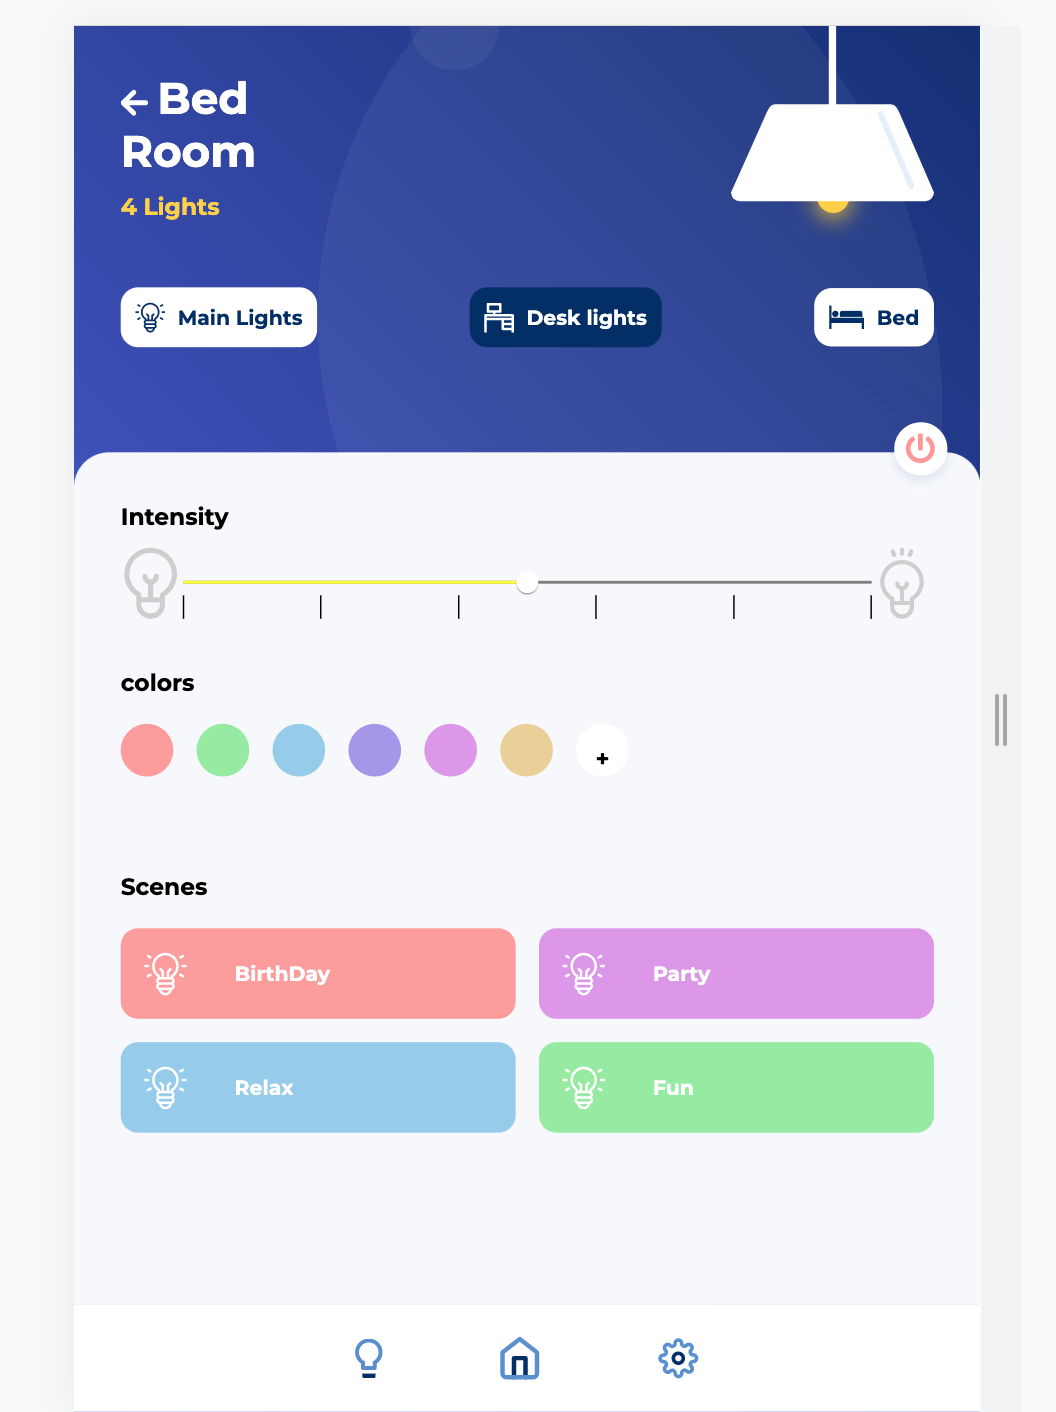 Bed
Room
4 Lights
Main Lights
Desk lights
Bed
Intensity
colors
+
Scenes
BirthDay
Party
Relax
Fun